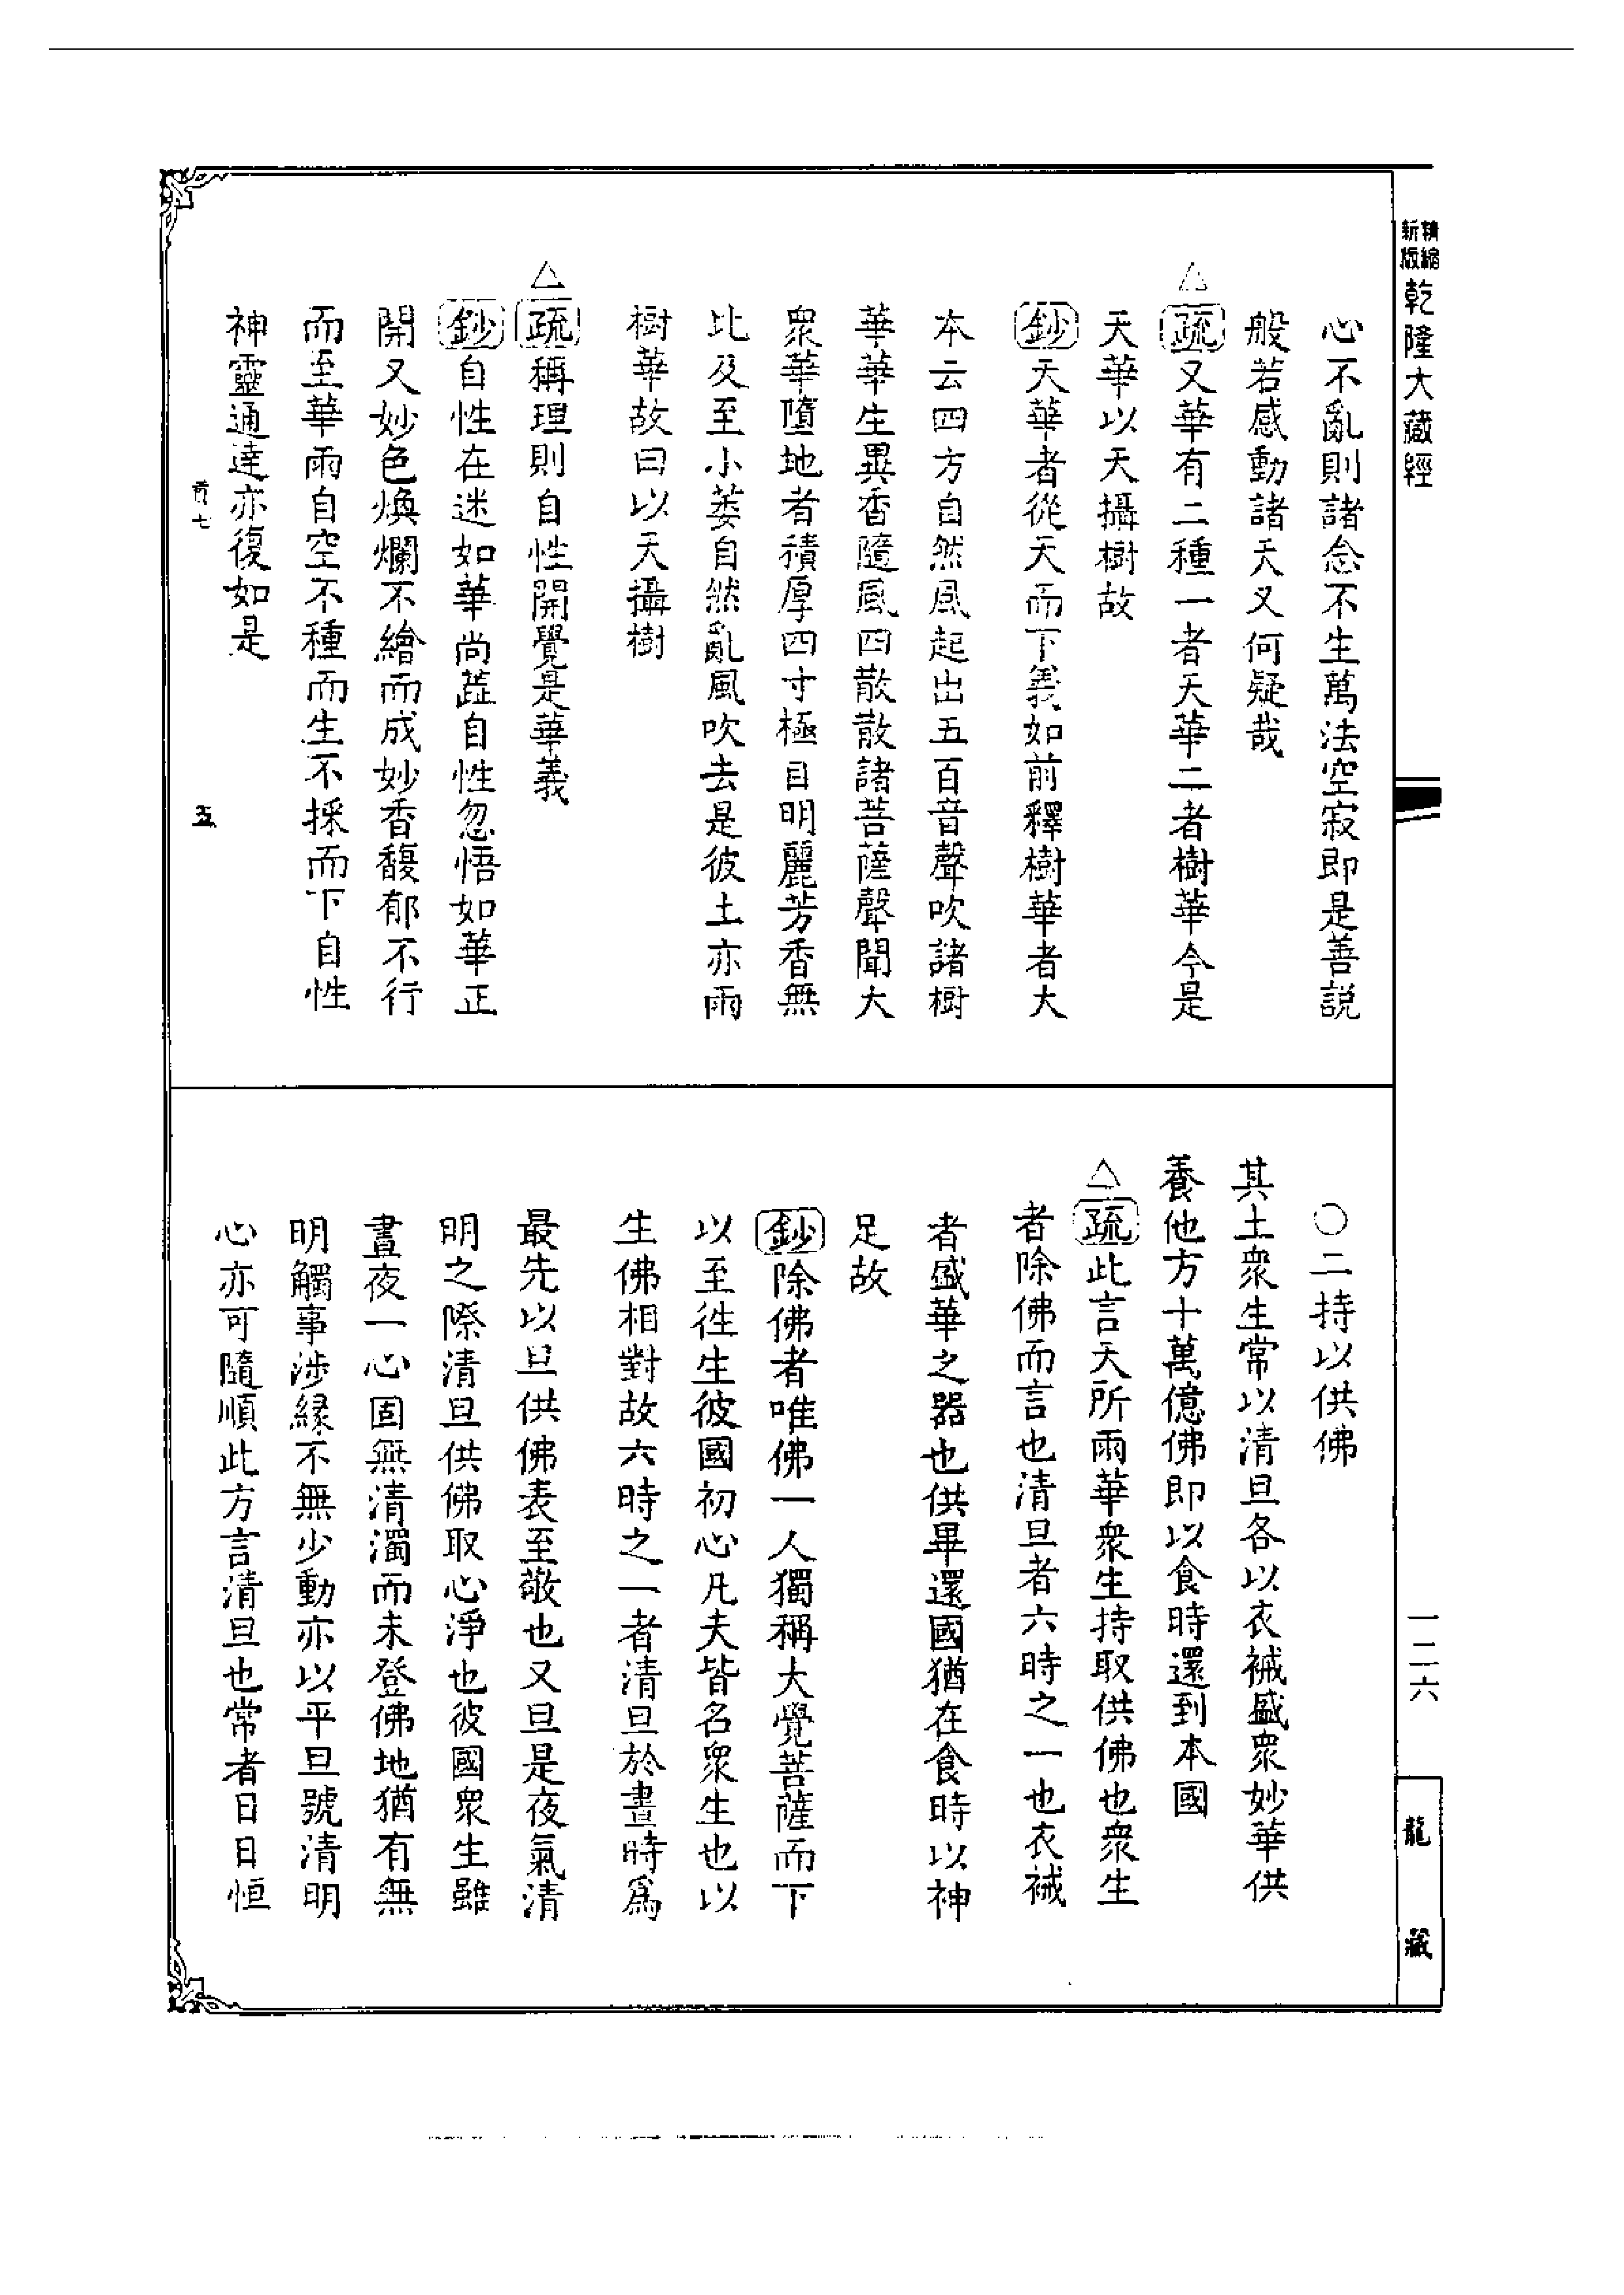 精縮新版 乾隆大藏經
心不亂則諸念不生萬法空寂即是善説
般若感動諸天又何疑哉
△疏又華有二種一者天華二者樹華今是
天華以天攝樹故
鈔天華者從天而下義如前釋樹華者大
本云四方自然風起出五百音聲吹諸樹
華華生異香隨風四散散諸菩薩聲聞大
衆華墮地者積厚四寸極目明麗芳香無
比及至小萎自然亂風吹去是彼土亦雨
樹華故曰以天攝樹
△疏稱理則自性開覺是華義
鈔自性在迷如華尚蕋自性忽悟如華正
開又妙色煥爛不繪而成妙香馥郁不行
而至華雨自空不種而生不採而下自性
神靈通達亦復如是
五
〇二持以供佛
其土衆生常以清旦各以衣裓盛衆妙華供
養他方十萬億佛即以食時還到本國
△疏此言天所雨華衆生持取供佛也衆生
者除佛而言也清旦者六時之一也衣裓
者盛華之器也供畢還國猶在食時以神
足故
鈔除佛者唯佛一人獨稱大覺菩薩而下
以至徃生彼國初心凡夫皆名衆生也以
生佛相對故六時之一者清旦於晝時爲
最先以旦供佛表至敬也又旦是夜氣清
明之際清旦供佛取心淨也彼國衆生雖
晝夜一心固無清濁而未登佛地猶有無
明觸事涉緣不無少動亦以平旦號清明
心亦可隨順此方言清旦也常者日日恒
一二六
龍藏